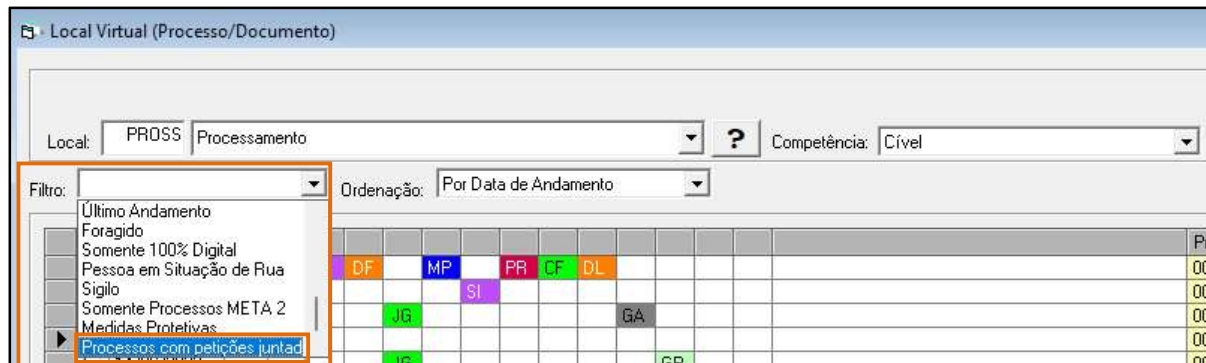 Local Virtual (Processo/Documento)
Local: PROSS Processamento ? Competência: Cível
Filtro: Ordenação: Por Data de Andamento
Último Andamento
Foragido
Somente 100% Digital
Pessoa em Situação de Rua
Sigilo
Somente Processos META 2
Medidas Protetivas
Processos com petições juntad
DF MP PR CF DL
SI
JG GA
JG GR